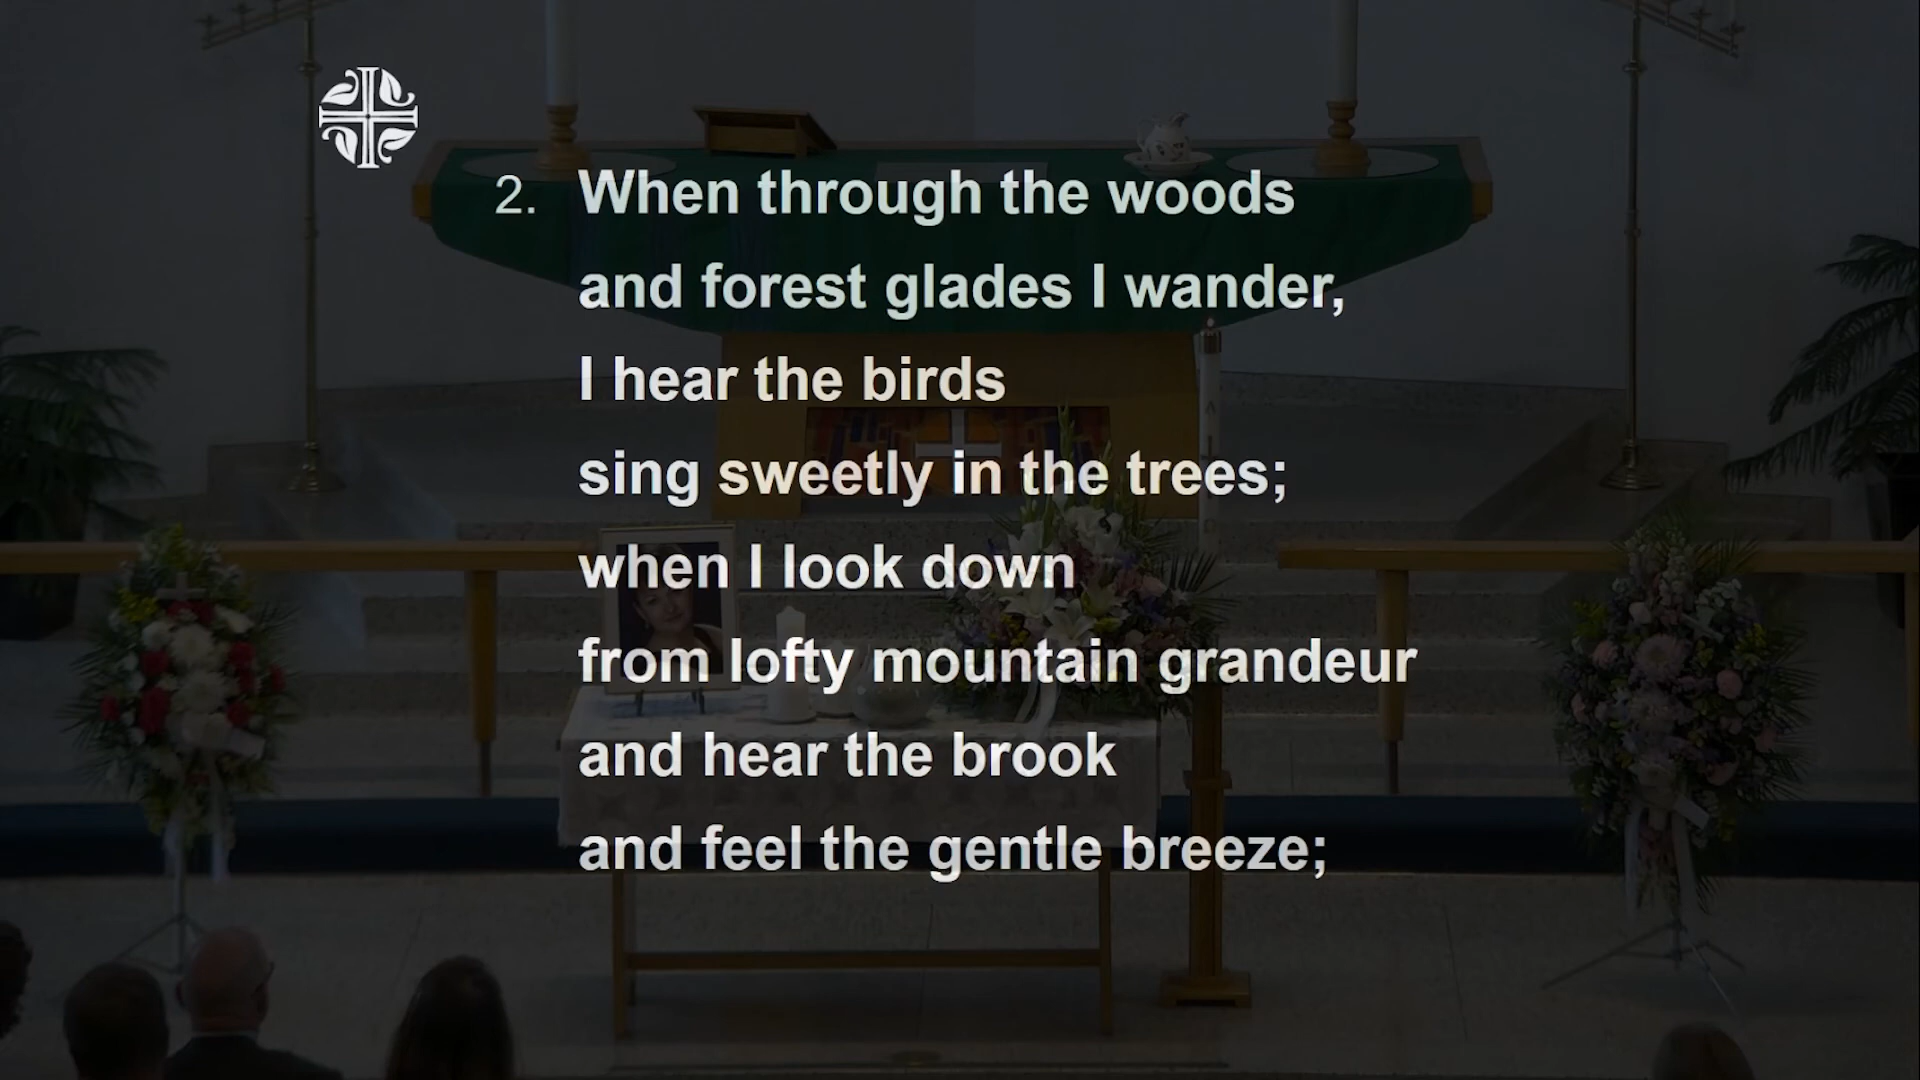 2. When through the woods
and forest glades I wander,
I hear the birds
sing sweetly in the trees;
when I look down
from lofty mountain grandeur
and hear the brook
and feel the gentle breeze;